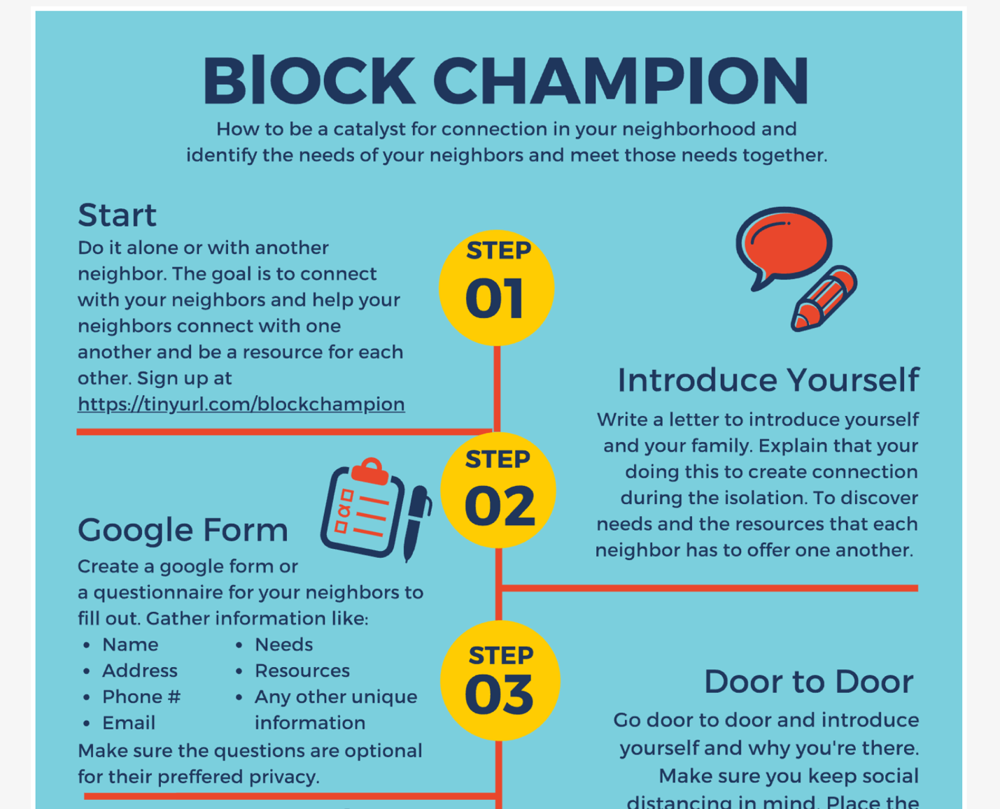 BlOCK CHAMPION
How to be a catalyst for connection in your neighborhood and
identify the needs of your neighbors and meet those needs together.
Start
Do it alone or with another
neighbor. The goal is to connect
with your neighbors and help your
neighbors connect with one
another and be a resource for each
other. Sign up at
https://tinyurl.com/blockchampion
STEP
01
Introduce Yourself
Write a letter to introduce yourself
and your family. Explain that your
doing this to create connection
during the isolation. To discover
needs and the resources that each
neighbor has to offer one another.
STEP
02
Google Form
Create a google form or
a questionnaire for your neighbors to
fill out. Gather information like:
• Name
• Address
• Phone #
• Email
• Needs
• Resources
• Any other unique
information
Make sure the questions are optional
for their preffered privacy.
STEP
03
Door to Door
Go door to door and introduce
yourself and why you're there.
Make sure you keep social
distancing in mind. Place the